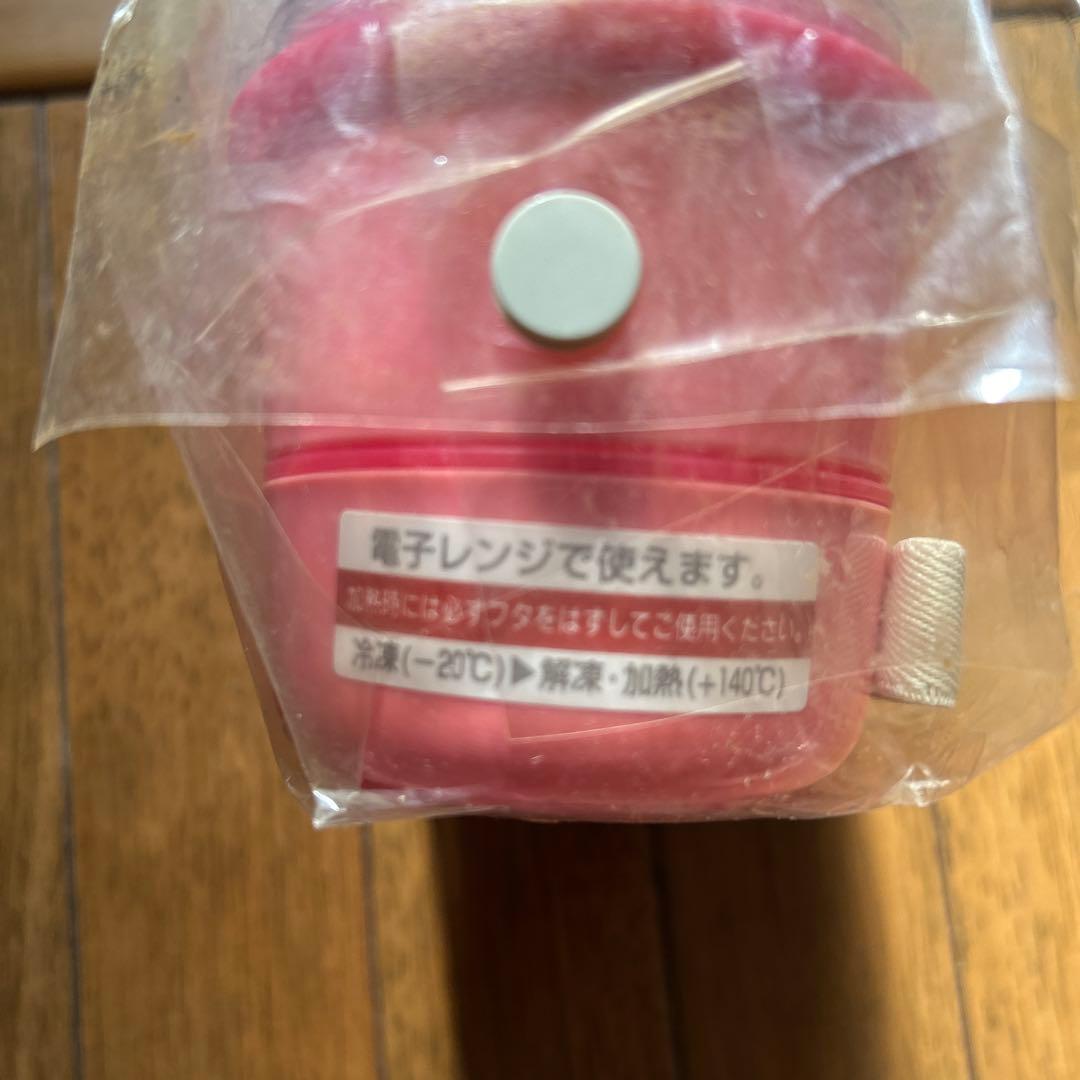 電子レンジで使えます。
加熱時には必ずフタをはずしてご使用ください。
冷凍(−20℃)▶解凍・加熱(+140℃)